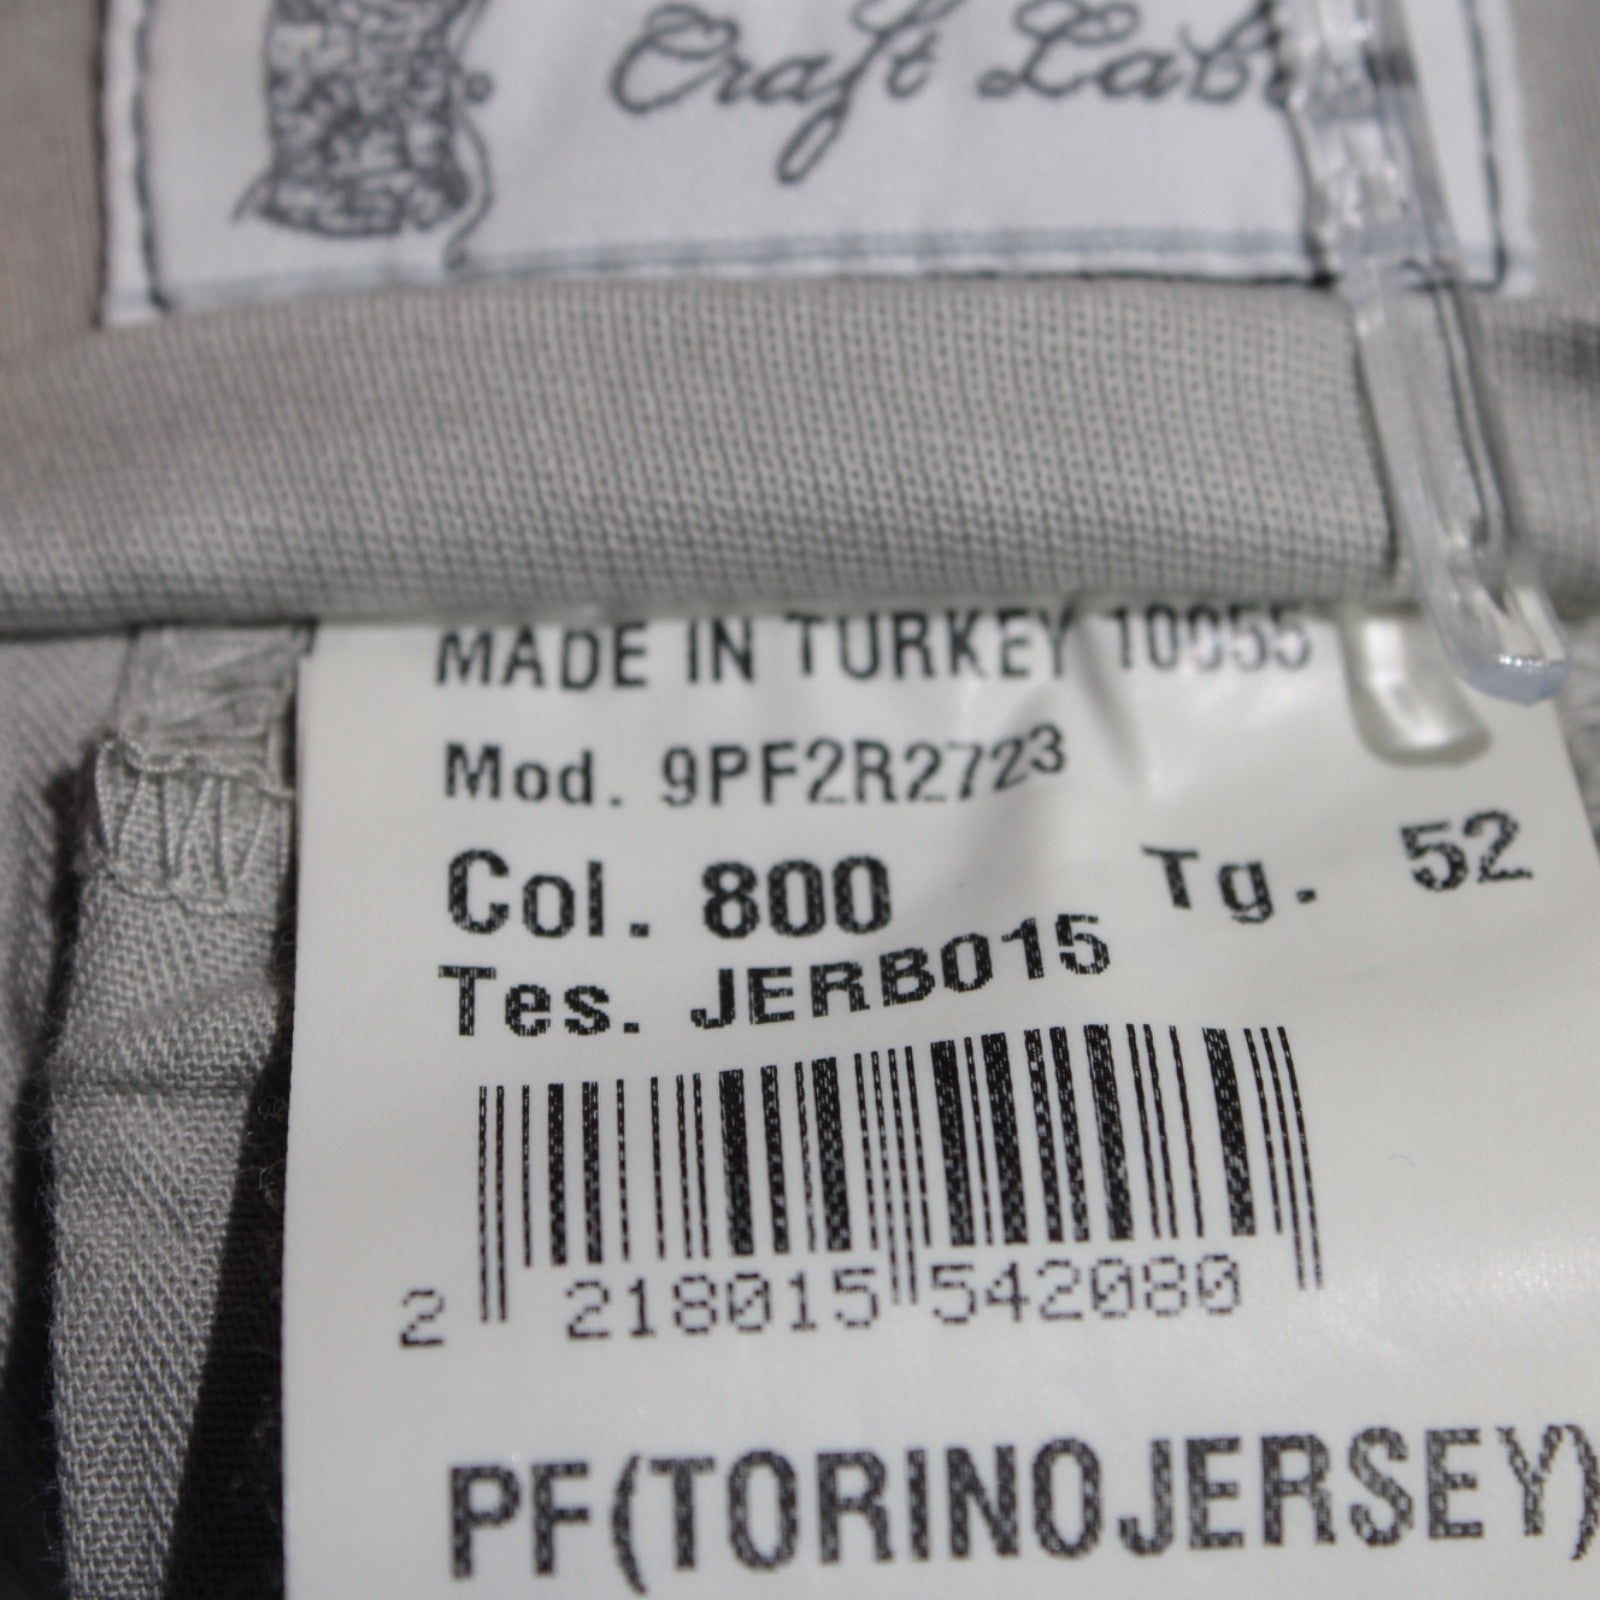 Craft Lab
MADE IN TURKEY 10055
Mod. 9PF2R2723
Col. 800 Tg. 52
Tes. JERB015
2 218015 542080
PF(TORINOJERSEY)